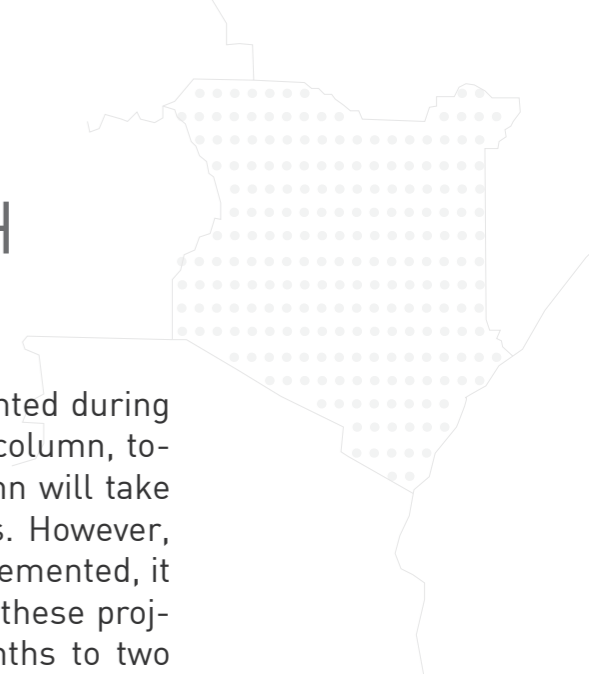 H
nted during
column, to-
nn will take
s. However,
emented, it
these proj-
nths to two